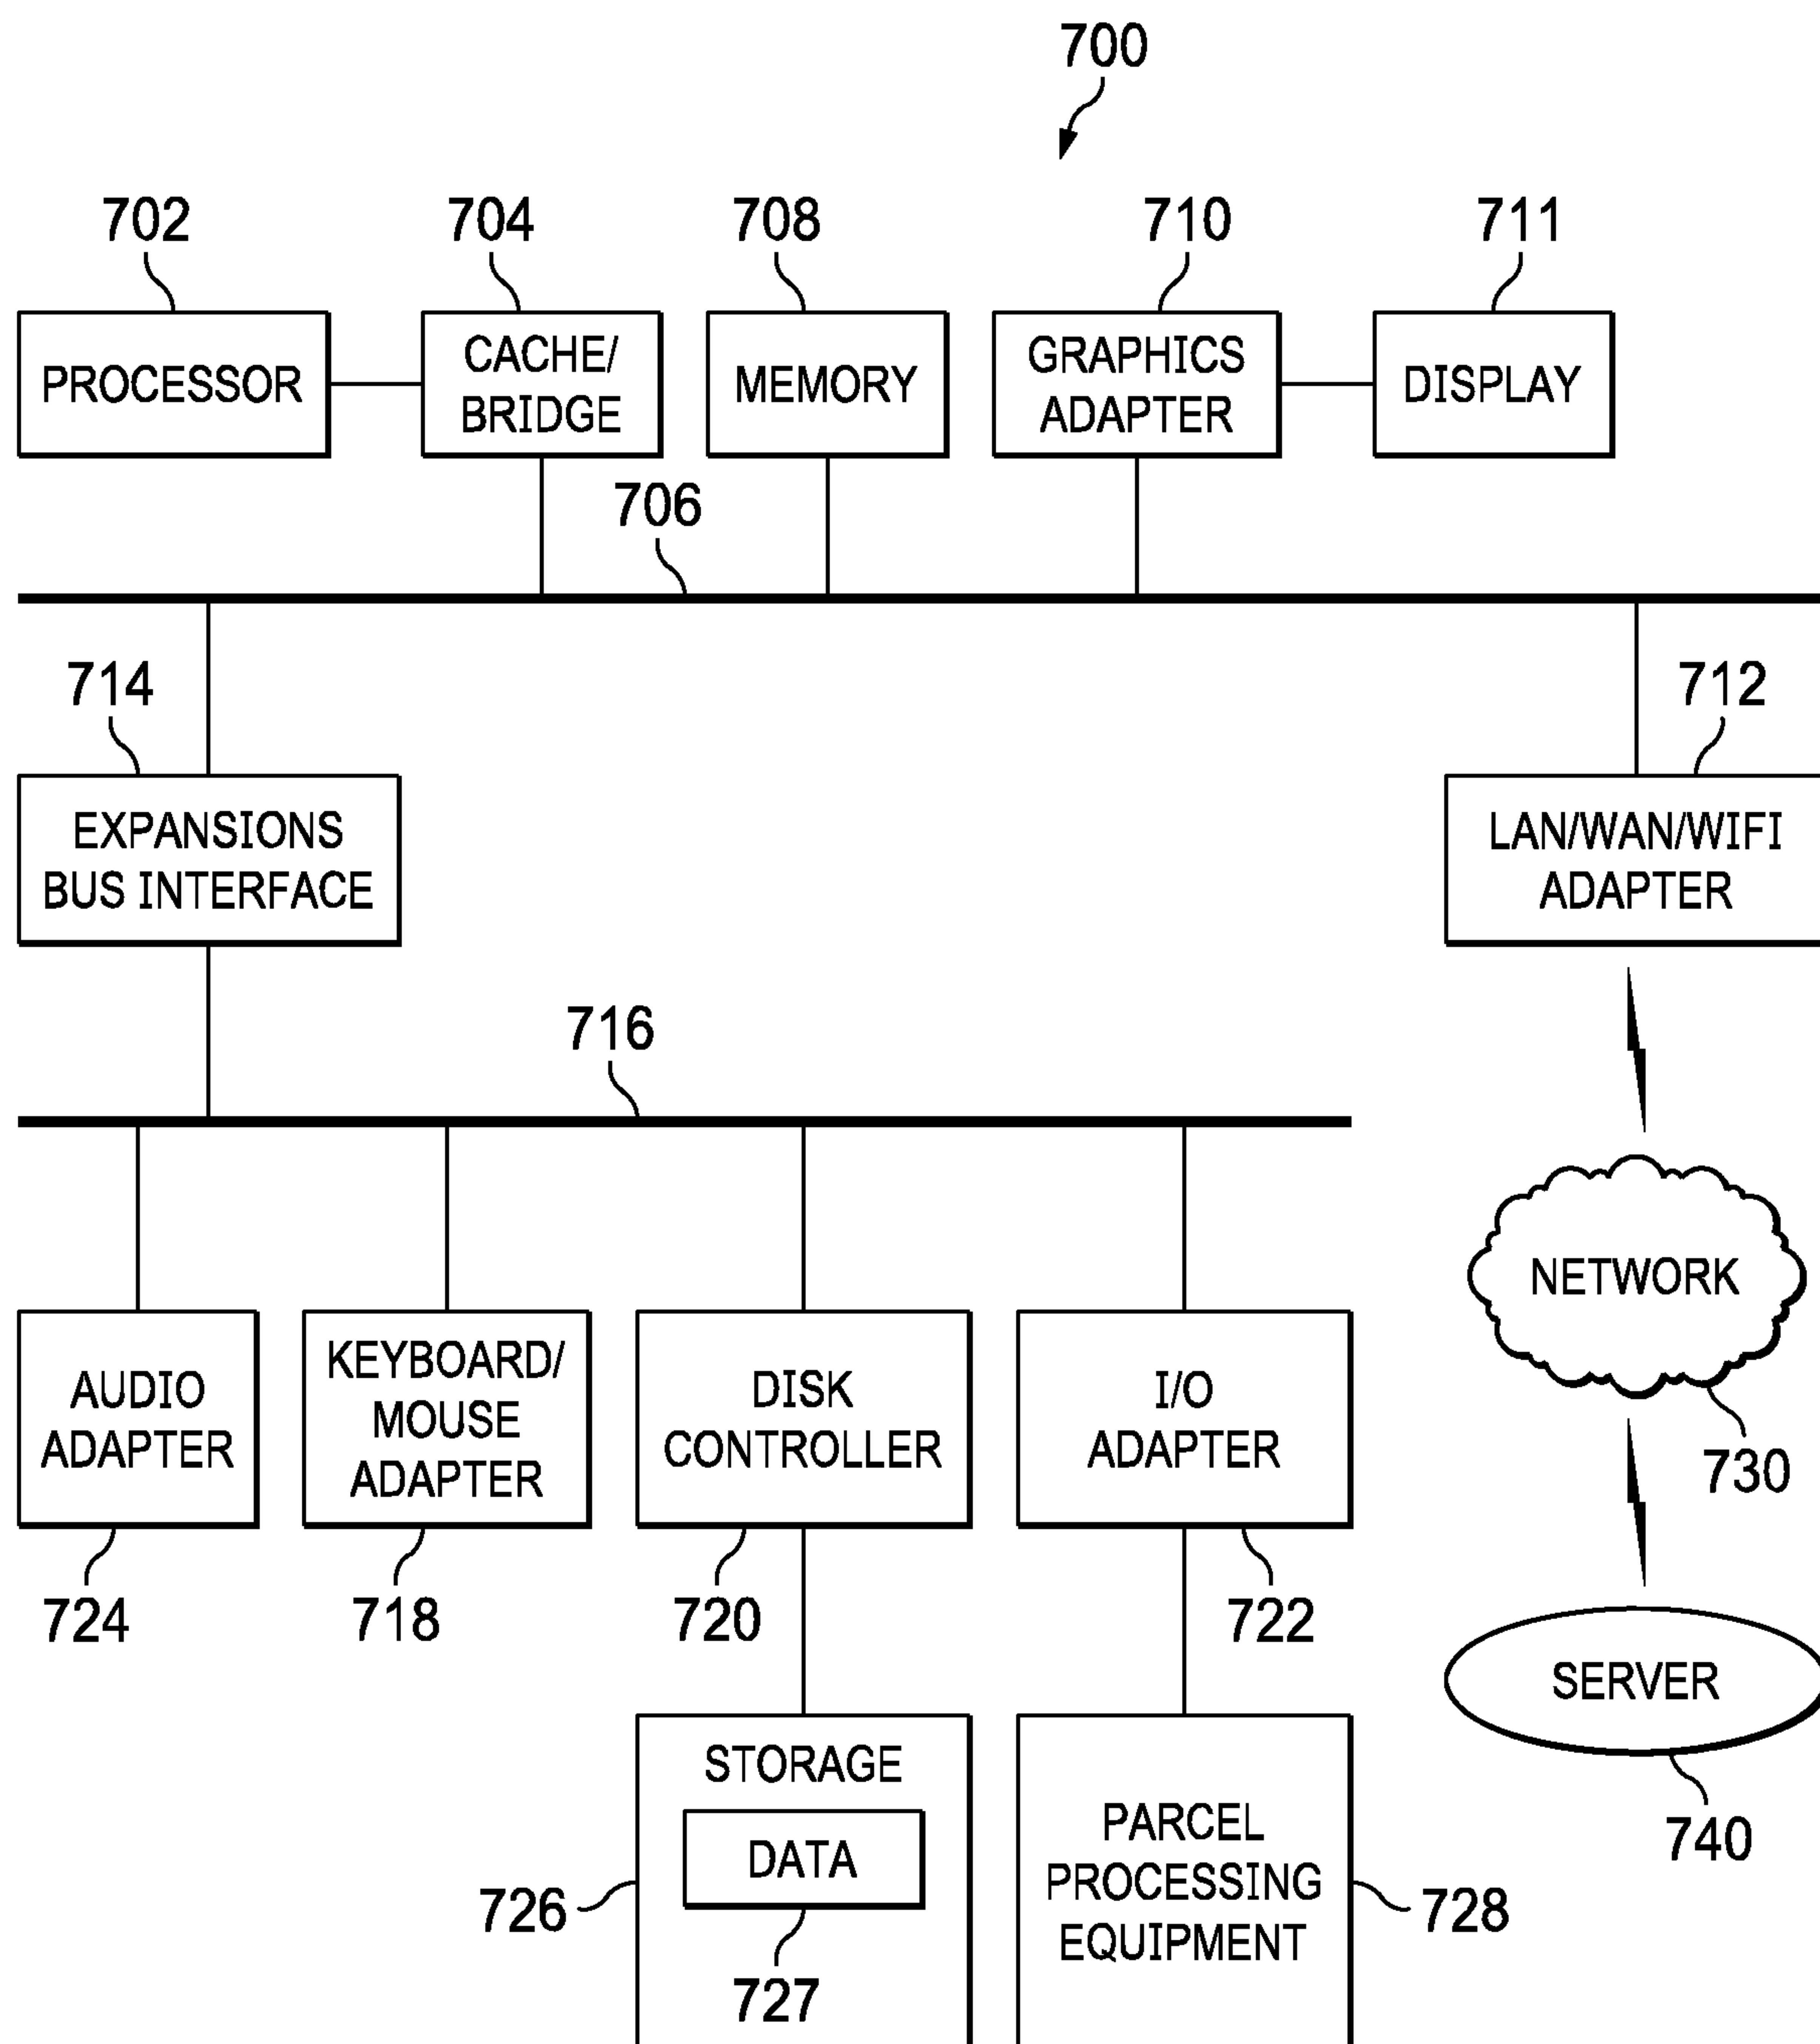 700
702
704
708
710
711
PROCESSOR
CACHE/
BRIDGE
MEMORY
GRAPHICS
ADAPTER
DISPLAY
706
714
712
EXPANSIONS
BUS INTERFACE
LAN/WAN/WIFI
ADAPTER
716
NETWORK
730
AUDIO
ADAPTER
KEYBOARD/
MOUSE
ADAPTER
DISK
CONTROLLER
I/O
ADAPTER
724
718
720
722
SERVER
740
STORAGE
DATA
726
727
PARCEL
PROCESSING
EQUIPMENT
728